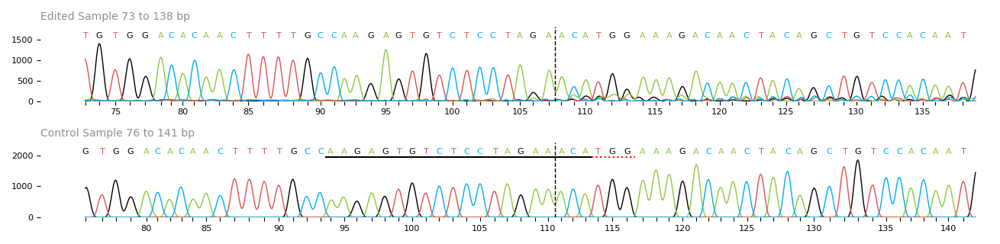 Edited Sample 73 to 138 bp
T G T G G A C A C A A C T T T T G C C A A G A G T G T C T C C T A G A A C A T G G A A A G A C A A C T A C A G C T G T C C A C A A T
1500
1000
500
0
75 80 85 90 95 100 105 110 115 120 125 130 135
Control Sample 76 to 141 bp
G T G G A C A C A A C T T T T G C C A A G A G T G T C T C C T A G A A A C A T G G A A A G A C A A C T A C A G C T G T C C A C A A T
2000
1000
0
80 85 90 95 100 105 110 115 120 125 130 135 140